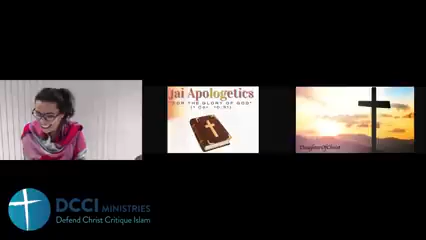 Jai Apologetics
"FOR THE GLORY OF GOD"
DaughterOfChrist
DCCI MINISTRIES
Defend Christ Critique Islam